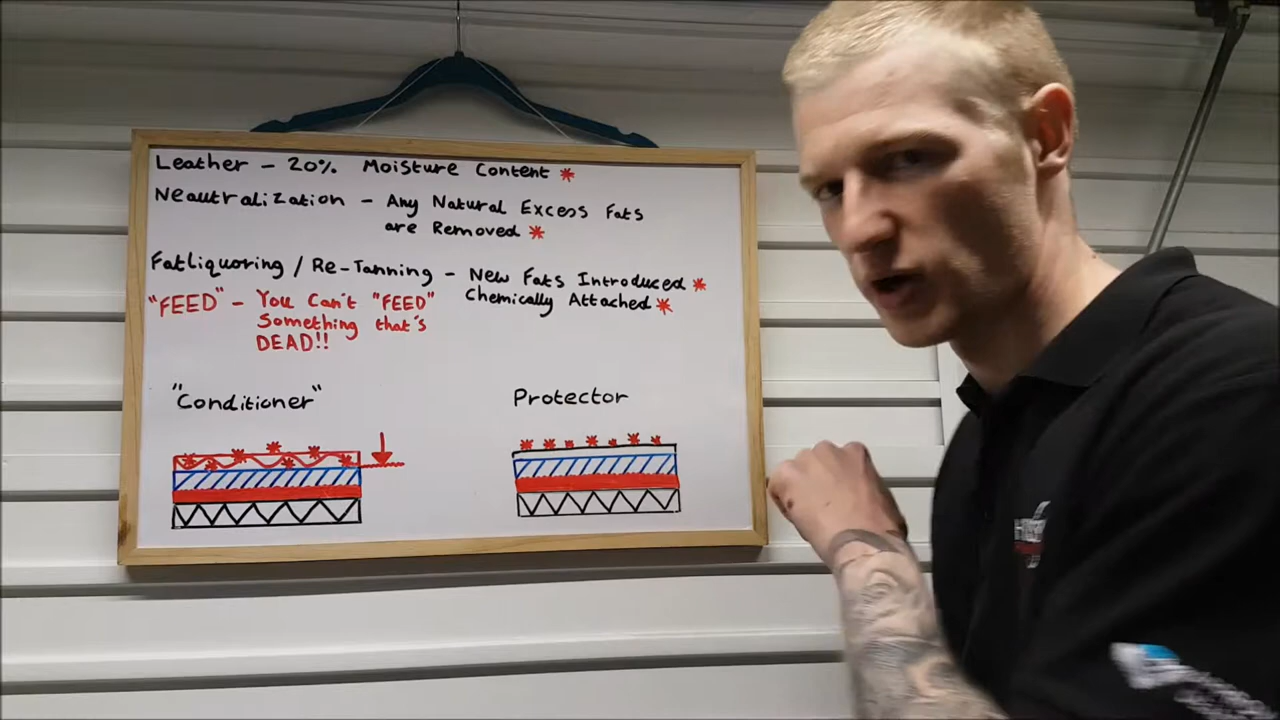 Leather - 20% Moisture Content *
Neautralization - Any Natural Excess Fats
are Removed *
Fatliquoring / Re-Tanning - New Fats Introduced *
Chemically Attached *
"FEED" - You Can't "FEED"
Something that's
DEAD!!
"Conditioner"
Protector